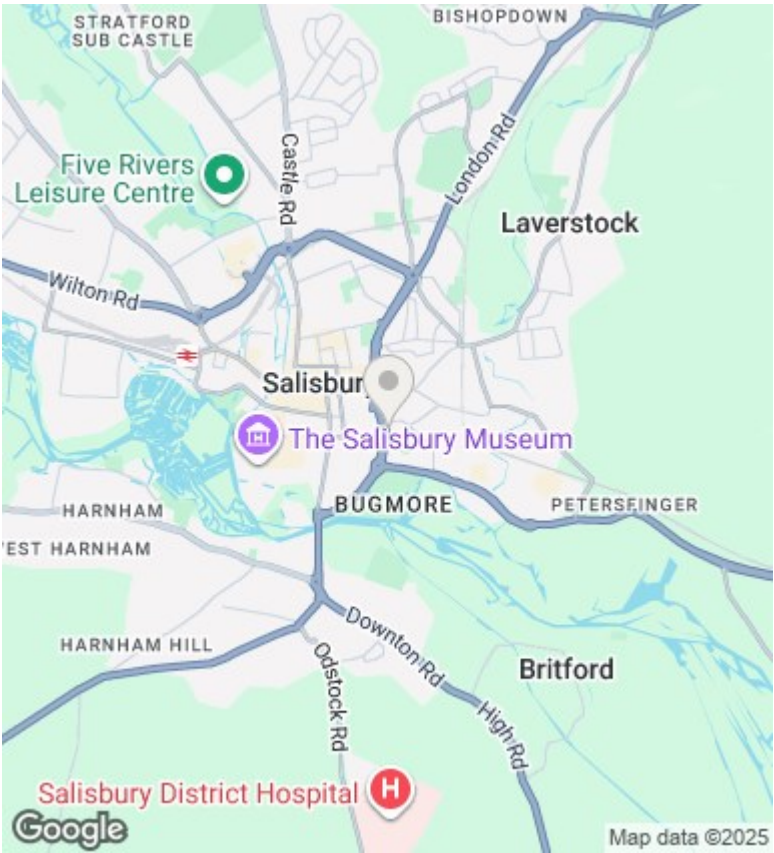 BISHOPDOWN
STRATFORD
SUB CASTLE
Castle Rd
London Rd
Five Rivers
Leisure Centre
Laverstock
Wilton Rd
Salisbur
The Salisbury Museum
HARNHAM
BUGMORE
PETERSFINGER
EST HARNHAM
HARNHAM HILL
Downton Rd
Odstock Rd
Britford
High Rd
Salisbury District Hospital
H
Google
Map data ©2025